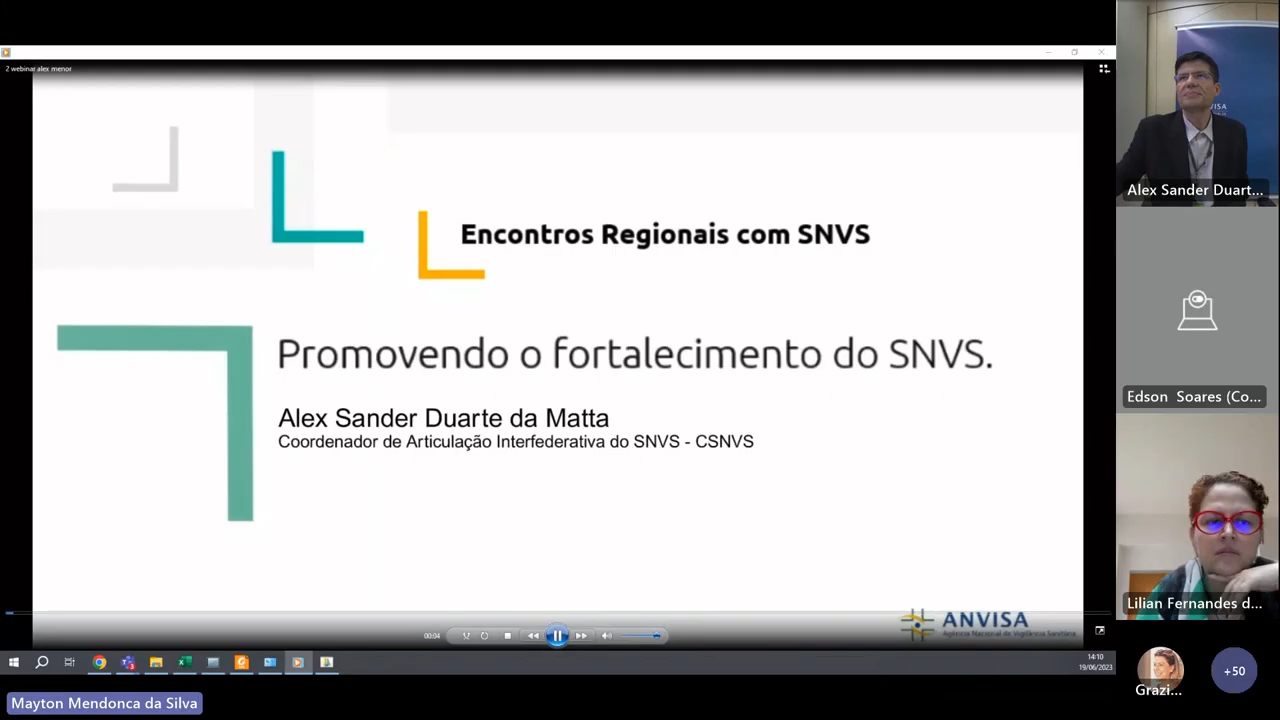 2 webinar alex menor
Encontros Regionais com SNVS
Promovendo o fortalecimento do SNVS.
Alex Sander Duarte da Matta
Coordenador de Articulação Interfederativa do SNVS - CSNVS
ANVISA
Agência Nacional de Vigilância Sanitária
00:04
14:10
19/06/2023
Mayton Mendonca da Silva
Alex Sander Duart...
Edson Soares (Co...
Lilian Fernandes d...
Grazi...
+50